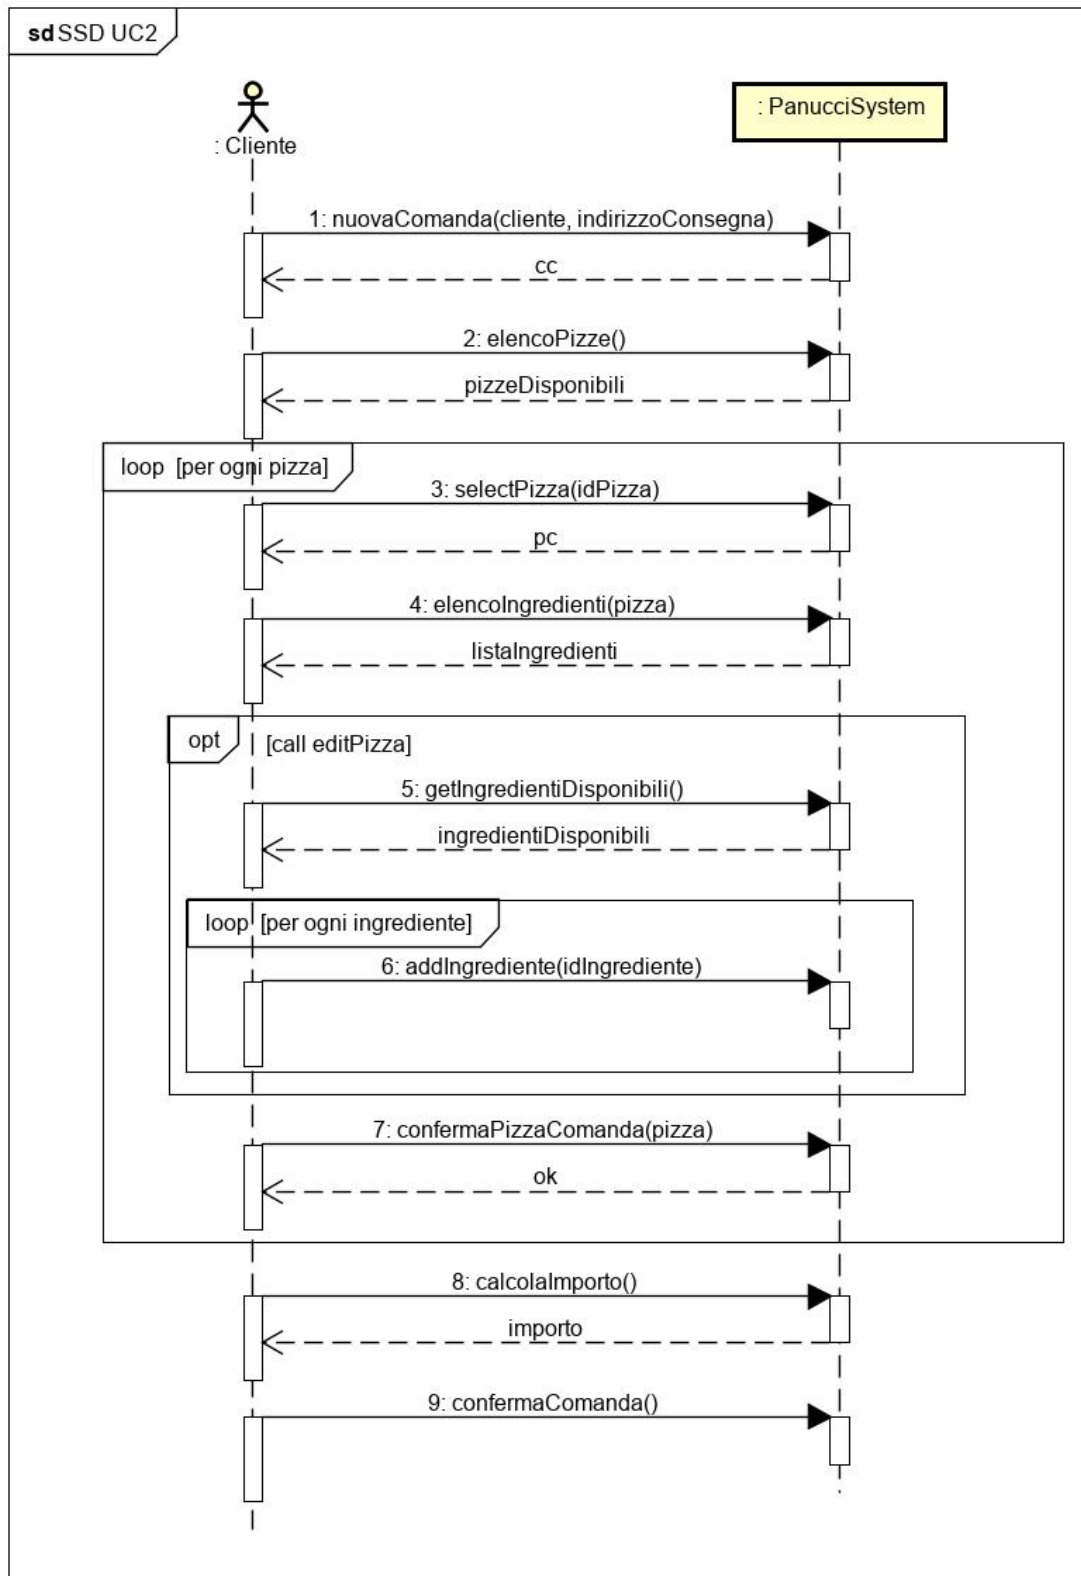 sd SSD UC2
: Cliente
: PanucciSystem
1: nuovaComanda(cliente, indirizzoConsegna)
cc
2: elencoPizze()
pizzeDisponibili
loop [per ogni pizza]
3: selectPizza(idPizza)
pc
4: elencoIngredienti(pizza)
listaIngredienti
opt [call editPizza]
5: getIngredientiDisponibili()
ingredientiDisponibili
loop [per ogni ingrediente]
6: addIngrediente(idIngrediente)
7: confermaPizzaComanda(pizza)
ok
8: calcolaImporto()
importo
9: confermaComanda()